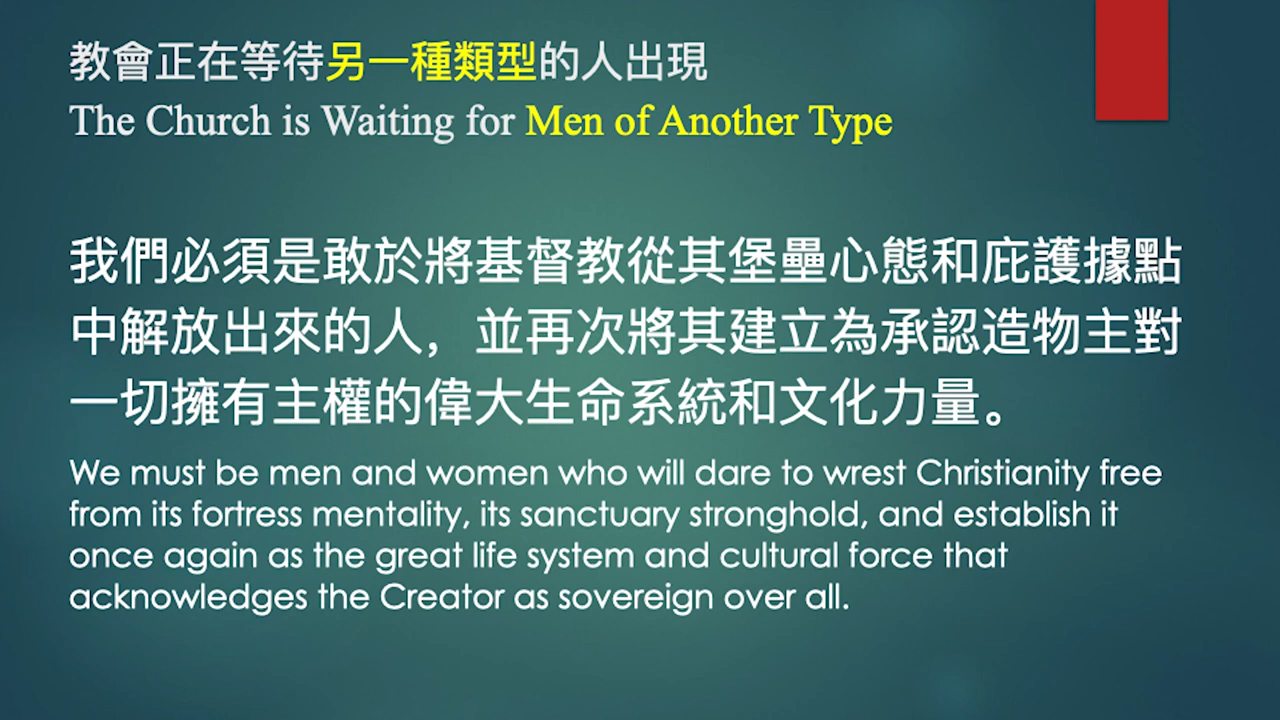 教會正在等待另一種類型的人出現
The Church is Waiting for Men of Another Type
我們必須是敢於將基督教從其堡壘心態和庇護據點
中解放出來的人，並再次將其建立為承認造物主對
一切擁有主權的偉大生命系統和文化力量。
We must be men and women who will dare to wrest Christianity free
from its fortress mentality, its sanctuary stronghold, and establish it
once again as the great life system and cultural force that
acknowledges the Creator as sovereign over all.